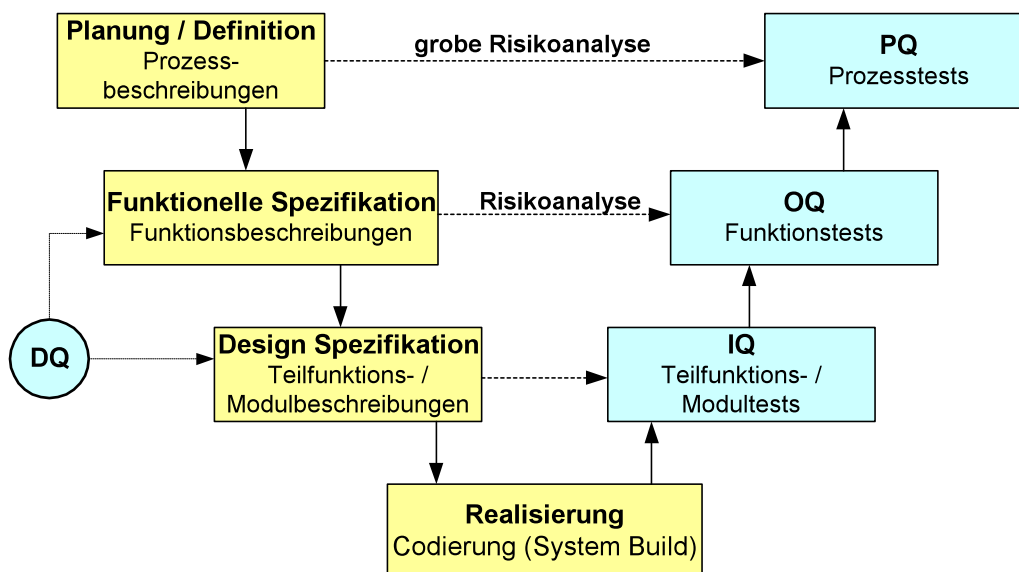 Planung / Definition
Prozess-
beschreibungen
grobe Risikoanalyse
PQ
Prozesstests
Funktionelle Spezifikation
Funktionsbeschreibungen
Risikoanalyse
OQ
Funktionstests
DQ
Design Spezifikation
Teilfunktions- /
Modulbeschreibungen
IQ
Teilfunktions- /
Modultests
Realisierung
Codierung (System Build)